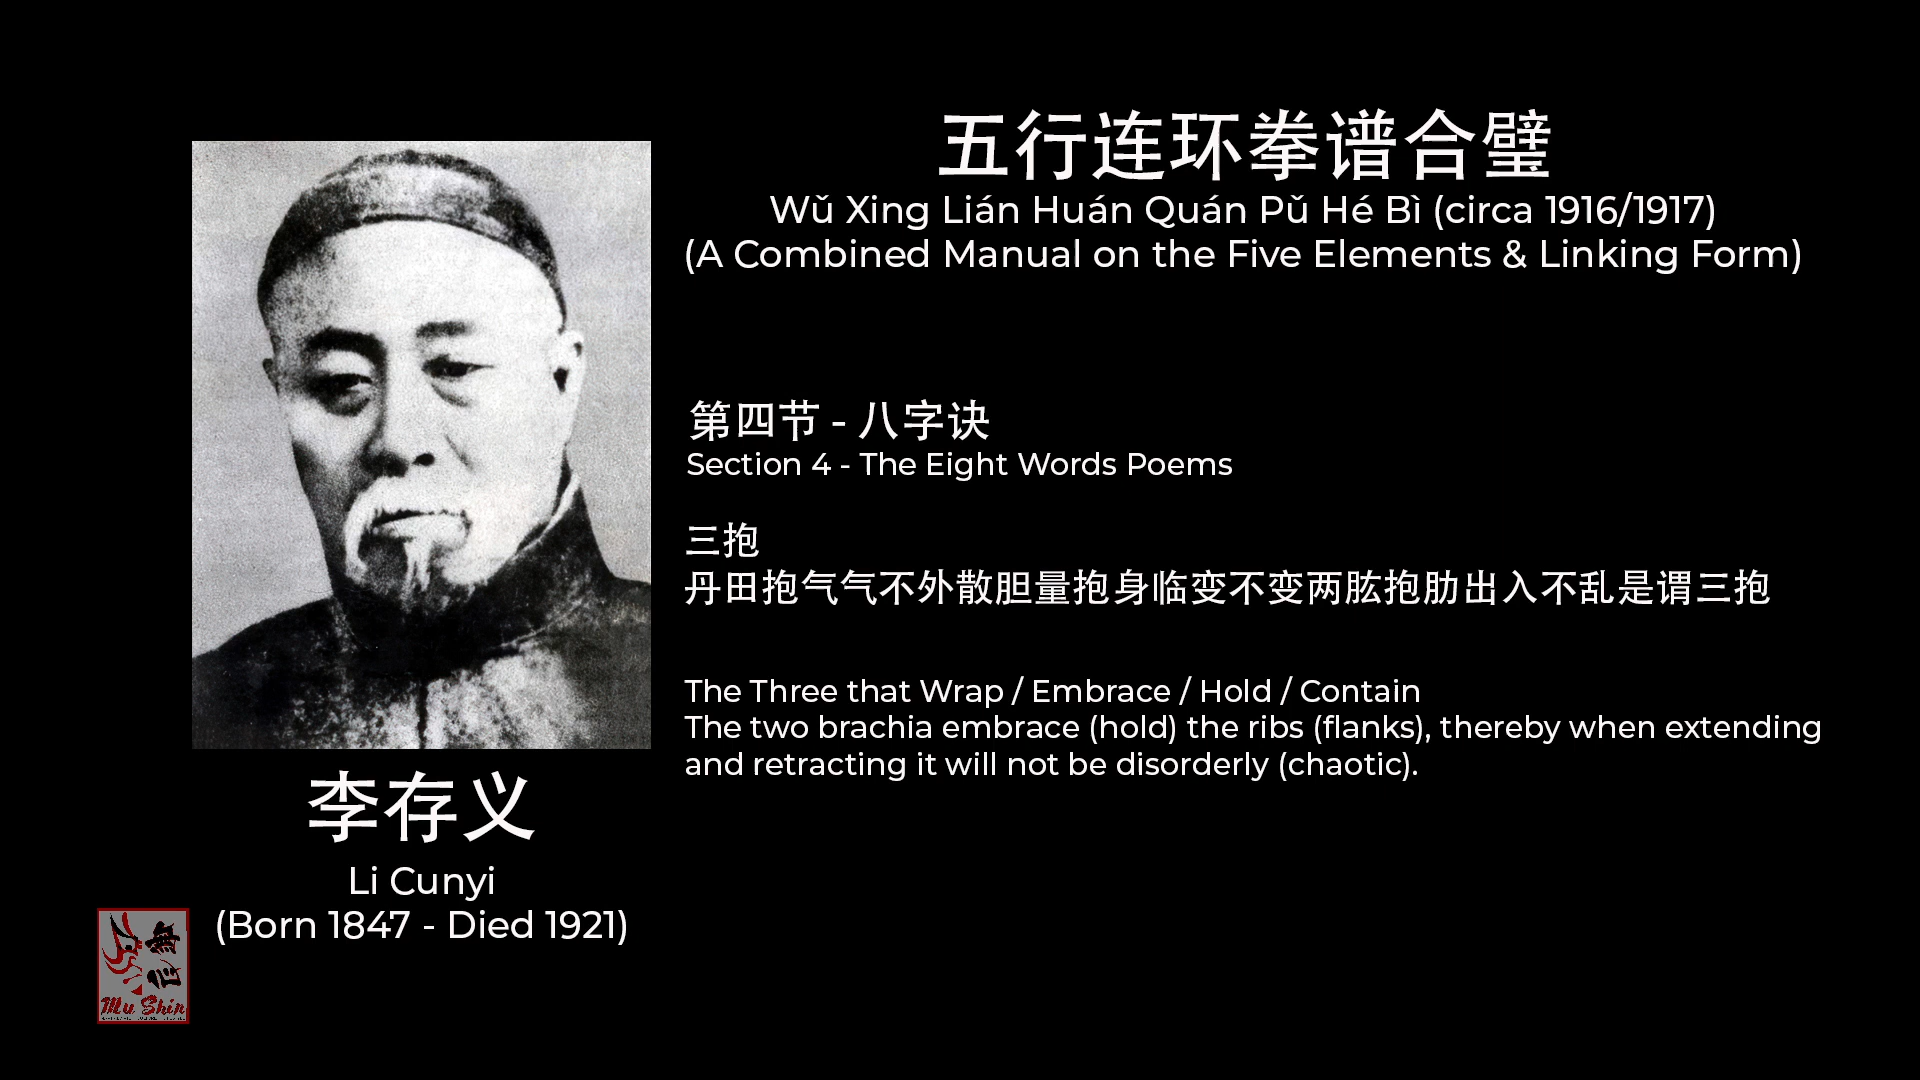 五行连环拳谱合璧
Wǔ Xing Lián Huán Quán Pǔ Hé Bì (circa 1916/1917)
(A Combined Manual on the Five Elements & Linking Form)
第四节 - 八字诀
Section 4 - The Eight Words Poems
三抱
丹田抱气气不外散胆量抱身临变不变两肱抱肋出入不乱是谓三抱
The Three that Wrap / Embrace / Hold / Contain
The two brachia embrace (hold) the ribs (flanks), thereby when extending
and retracting it will not be disorderly (chaotic).
李存义
Li Cunyi
(Born 1847 - Died 1921)
無心
Mu Shin